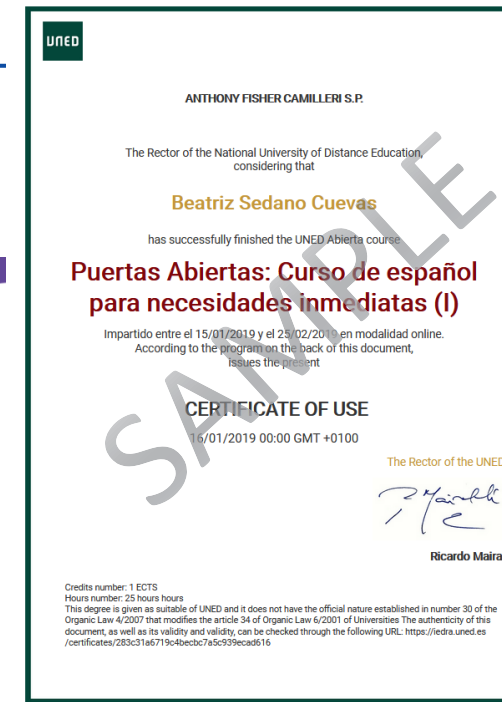 UNED
ANTHONY FISHER CAMILLERI S.P.
The Rector of the National University of Distance Education,
considering that
Beatriz Sedano Cuevas
has successfully finished the UNED Abierta course
Puertas Abiertas: Curso de español
para necesidades inmediatas (I)
Impartido entre el 15/01/2019 y el 25/02/2019 en modalidad online.
According to the program on the back of this document,
issues the present
CERTIFICATE OF USE
16/01/2019 00:00 GMT +0100
SAMPLE
The Rector of the UNED
Ricardo Maira
Credits number: 1 ECTS
Hours number: 25 hours hours
This degree is given as suitable of UNED and it does not have the official nature established in number 30 of the
Organic Law 4/2007 that modifies the article 34 of Organic Law 6/2001 of Universities The authenticity of this
document, as well as its validity and validity, can be checked through the following URL: https://iedra.uned.es
/certificates/283c31a6719c4becbc7a5c939ecad616